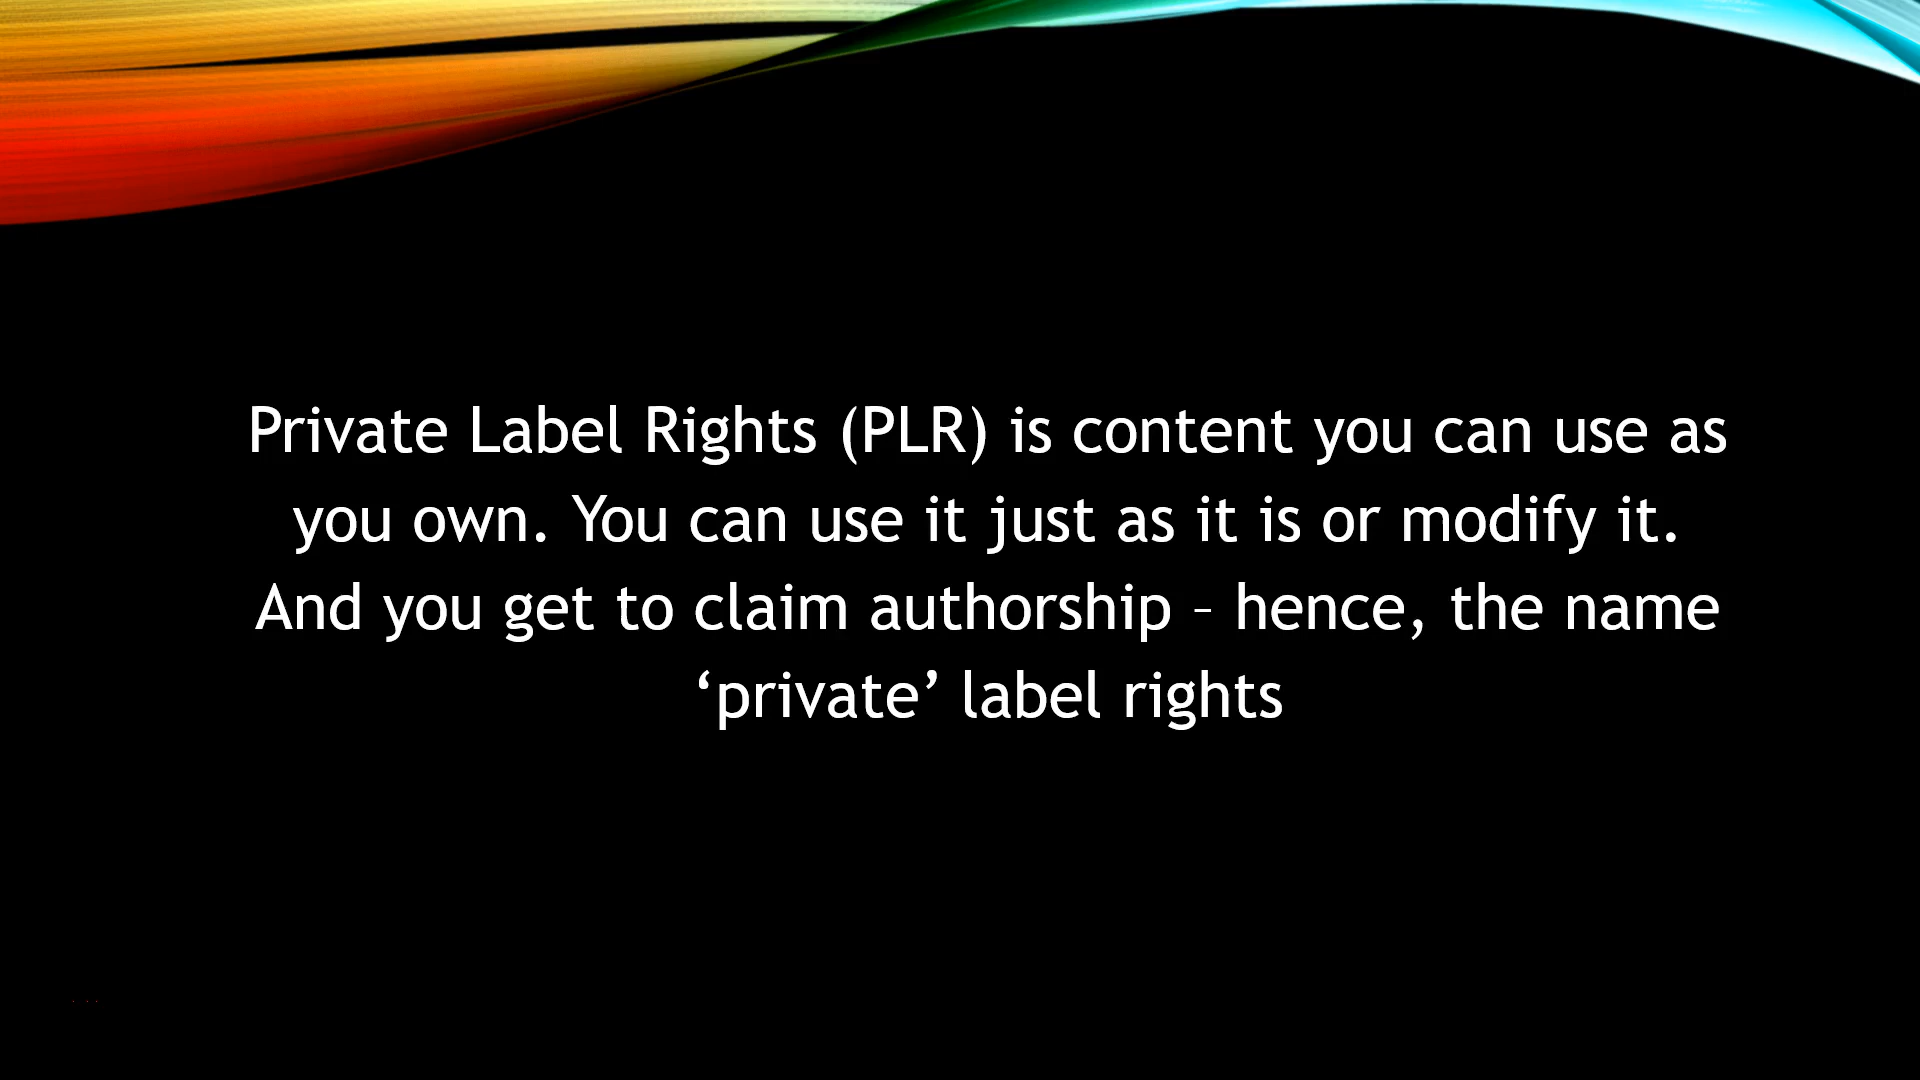 Private Label Rights (PLR) is content you can use as
you own. You can use it just as it is or modify it.
And you get to claim authorship – hence, the name
‘private’ label rights